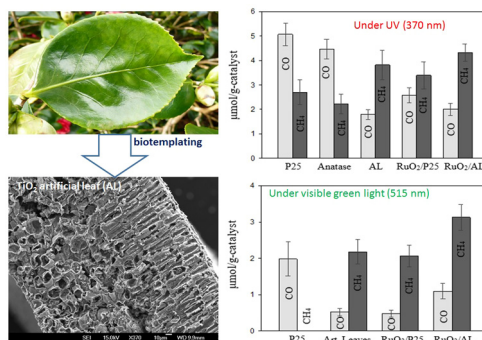 biotemplating
TiO2 artificial leaf (AL)
SEI 15.0kV X370 10µm WD 9.9mm
Under UV (370 nm)
µmol/g-catalyst
6
5
4
3
2
1
0
CO
CH4
CO
CH4
CO
CH4
CO
CH4
CO
CH4
P25 Anatase AL RuO2/P25 RuO2/AL
Under visible green light (515 nm)
µmol/g-catalyst
4
3
2
1
0
CO
CH4
CO
CH4
CO
CH4
CO
CH4
P25 Art. Leaves RuO2/P25 RuO2/AL